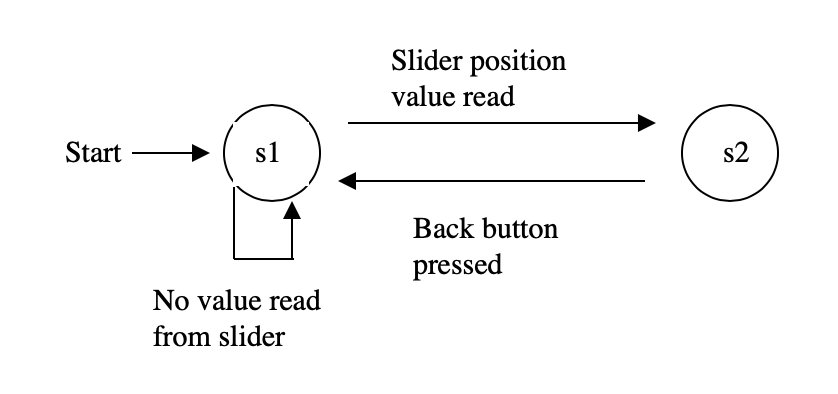 Slider position
value read
Start
s1
s2
Back button
pressed
No value read
from slider